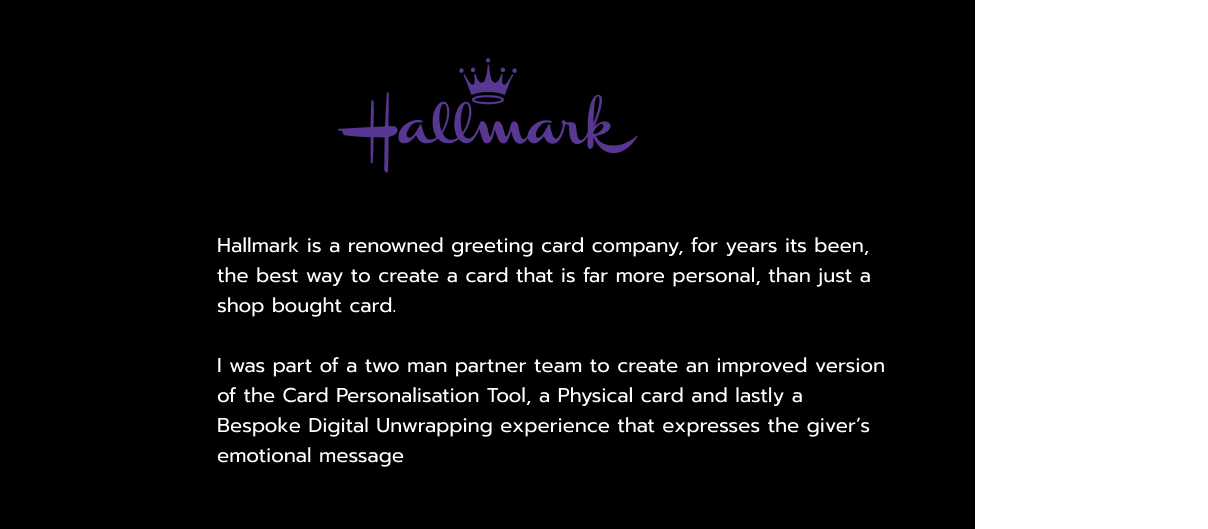 Hallmark
Hallmark is a renowned greeting card company, for years its been,
the best way to create a card that is far more personal, than just a
shop bought card.
I was part of a two man partner team to create an improved version
of the Card Personalisation Tool, a Physical card and lastly a
Bespoke Digital Unwrapping experience that expresses the giver’s
emotional message